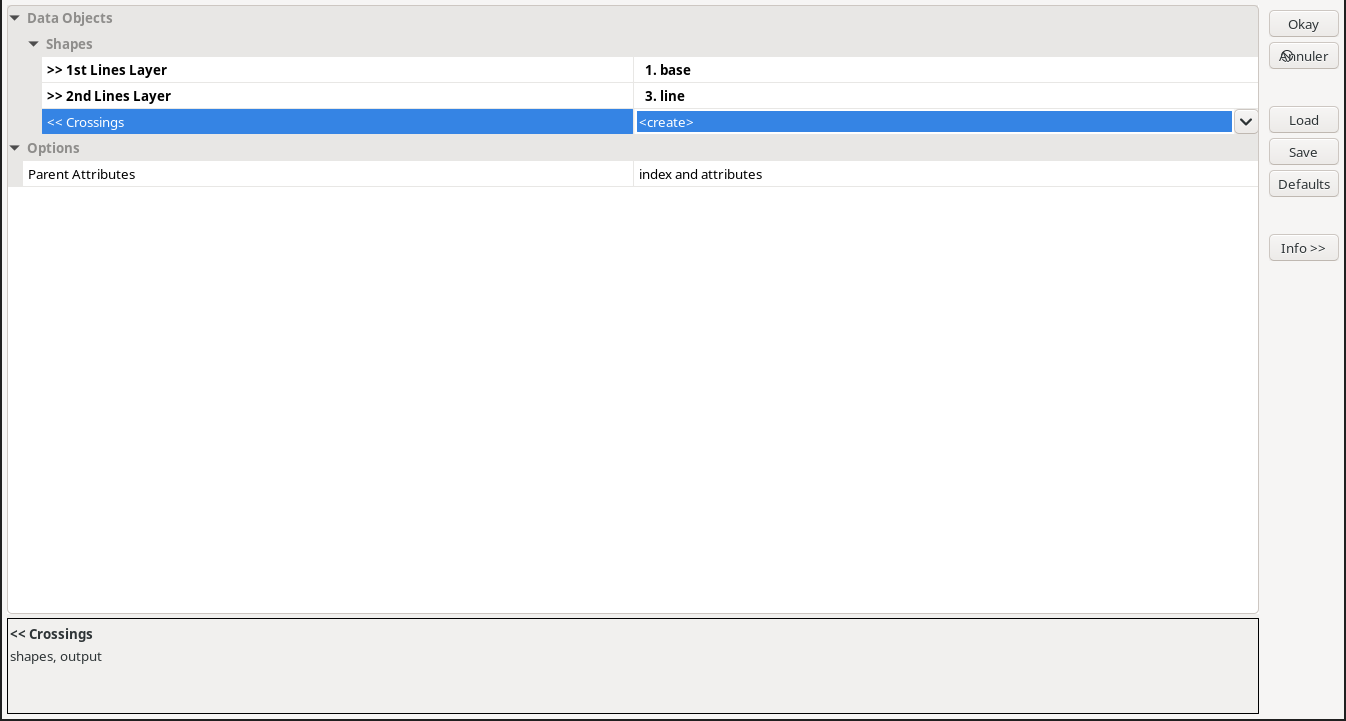 Data Objects
Shapes
>> 1st Lines Layer 1. base
>> 2nd Lines Layer 3. line
<< Crossings <create>
Options
Parent Attributes index and attributes
<< Crossings
shapes, output
Okay
Annuler
Load
Save
Defaults
Info >>